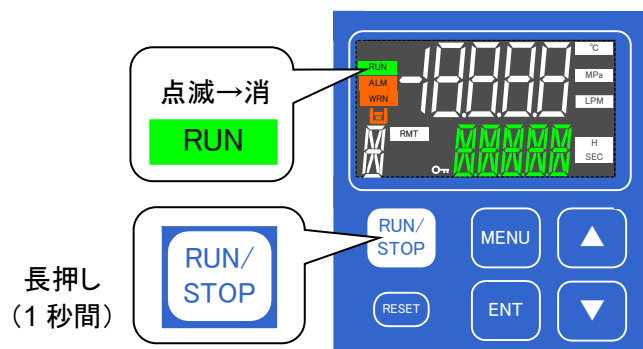 点滅→消
RUN
RUN/
STOP
長押し
（1 秒間）
RUN
ALM
WRN
RMT
-18888
℃
MPa
LPM
H
SEC
RUN/
STOP
MENU
RESET
ENT